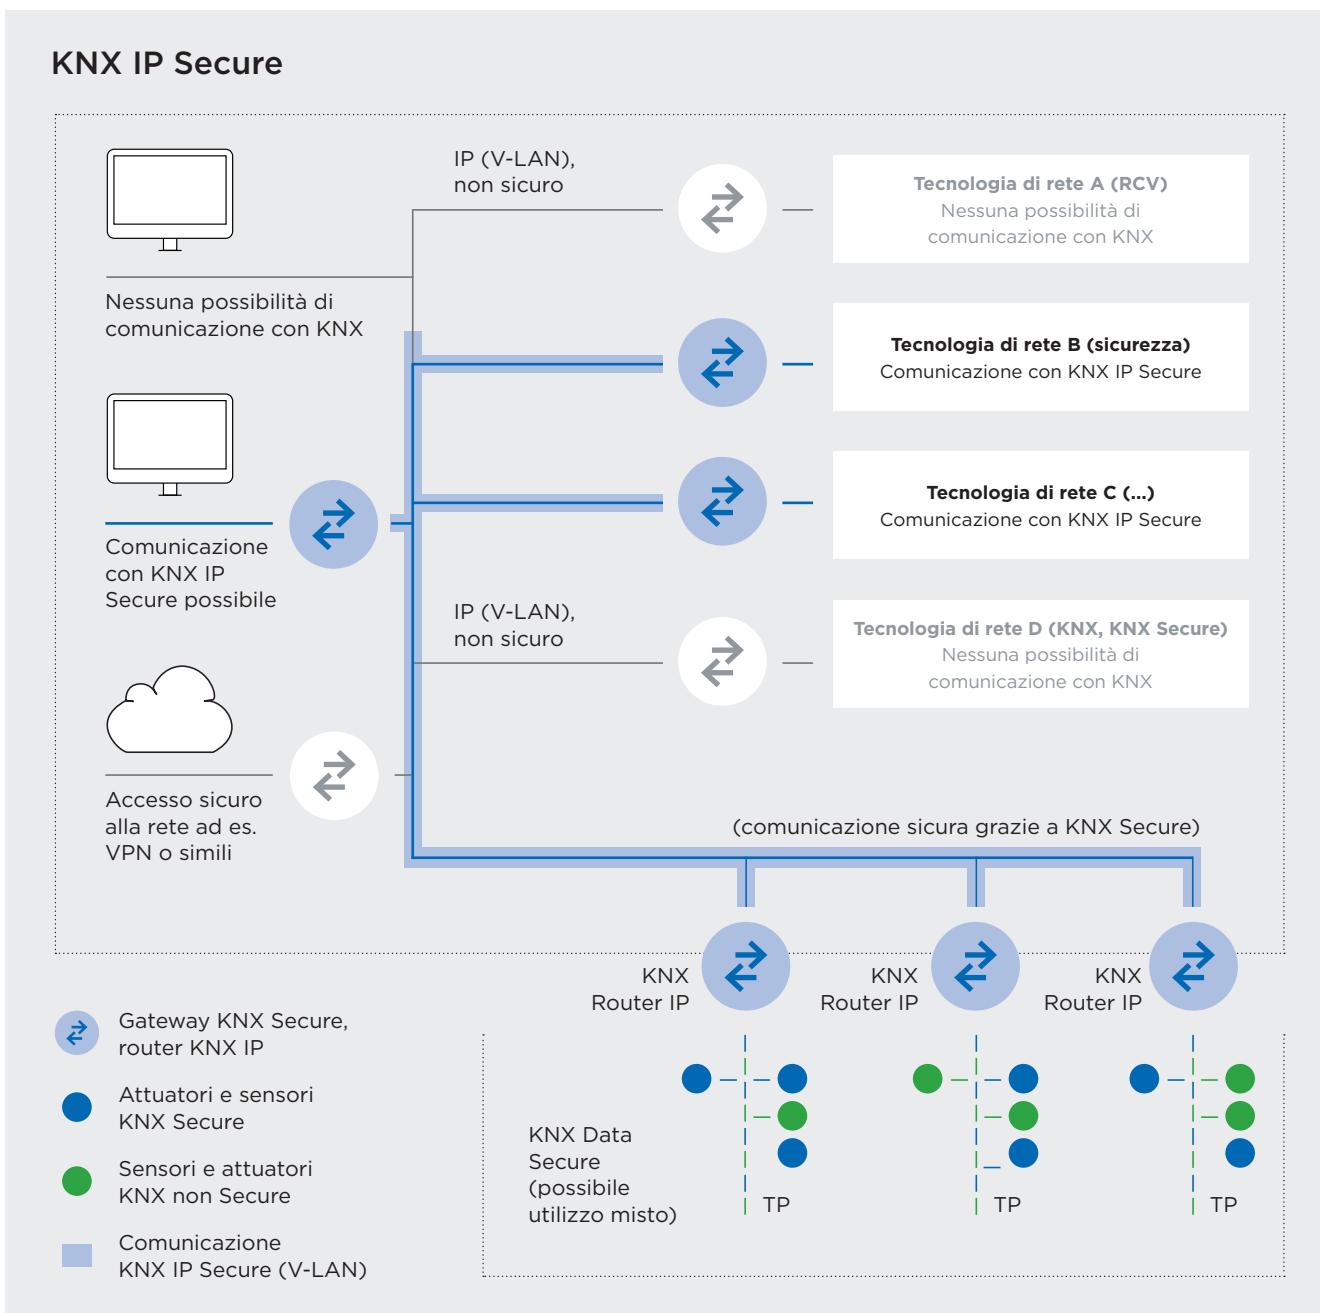 KNX IP Secure
IP (V-LAN),
non sicuro
Tecnologia di rete A (RCV)
Nessuna possibilità di
comunicazione con KNX
Nessuna possibilità di
comunicazione con KNX
Tecnologia di rete B (sicurezza)
Comunicazione con KNX IP Secure
Tecnologia di rete C (...)
Comunicazione con KNX IP Secure
Comunicazione
con KNX IP
Secure possibile
IP (V-LAN),
non sicuro
Tecnologia di rete D (KNX, KNX Secure)
Nessuna possibilità di
comunicazione con KNX
Accesso sicuro
alla rete ad es.
VPN o simili
(comunicazione sicura grazie a KNX Secure)
KNX
Router IP
KNX
Router IP
KNX
Router IP
Gateway KNX Secure,
router KNX IP
Attuatori e sensori
KNX Secure
Sensori e attuatori
KNX non Secure
Comunicazione
KNX IP Secure (V-LAN)
KNX Data
Secure
(possibile
utilizzo misto)
TP
TP
TP